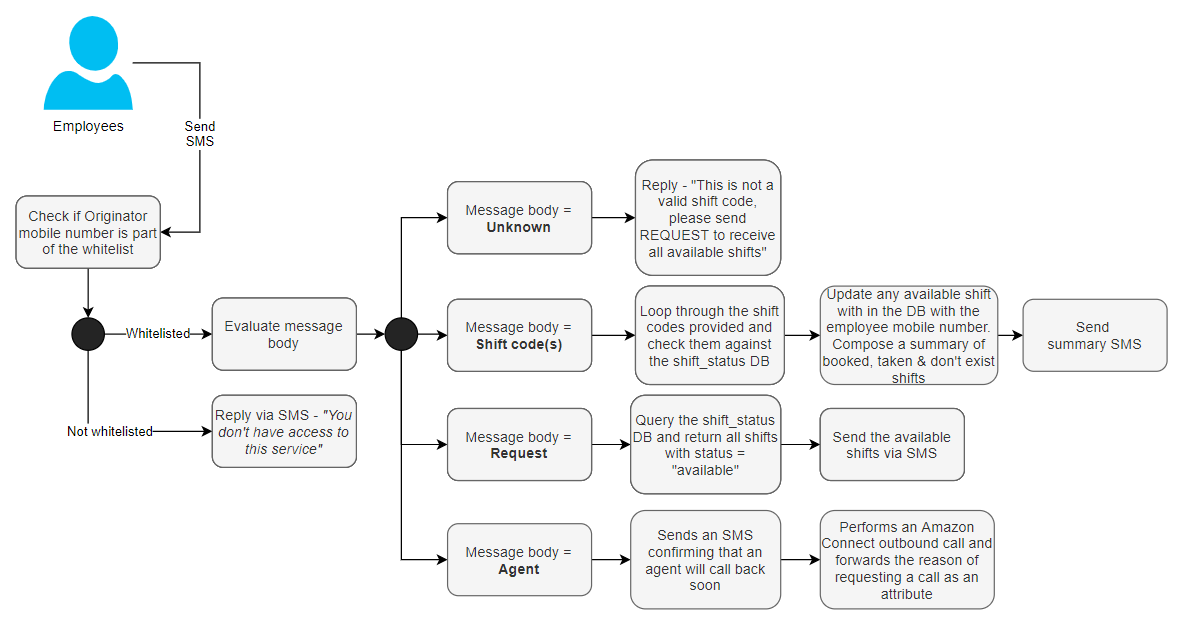 Employees
Send
SMS
Check if Originator
mobile number is part
of the whitelist
Whitelisted
Not whitelisted
Evaluate message
body
Reply via SMS - "You
don't have access to
this service"
Message body =
Unknown
Reply - "This is not a
valid shift code,
please send
REQUEST to receive
all available shifts"
Message body =
Shift code(s)
Loop through the shift
codes provided and
check them against
the shift_status DB
Update any available shift
with in the DB with the
employee mobile number.
Compose a summary of
booked, taken & don't exist
shifts
Send
summary SMS
Message body =
Request
Query the shift_status
DB and return all shifts
with status =
"available"
Send the available
shifts via SMS
Message body =
Agent
Sends an SMS
confirming that an
agent will call back
soon
Performs an Amazon
Connect outbound call and
forwards the reason of
requesting a call as an
attribute